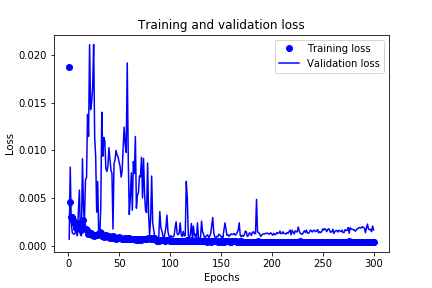 Training and validation loss
Training loss
Validation loss
0.020
0.015
0.010
0.005
0.000
Loss
0
50
100
150
200
250
300
Epochs